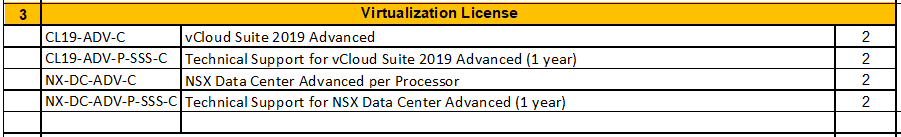 3 Virtualization License
CL19-ADV-C vCloud Suite 2019 Advanced 2
CL19-ADV-P-SSS-C Technical Support for vCloud Suite 2019 Advanced (1 year) 2
NX-DC-ADV-C NSX Data Center Advanced per Processor 2
NX-DC-ADV-P-SSS-C Technical Support for NSX Data Center Advanced (1 year) 2